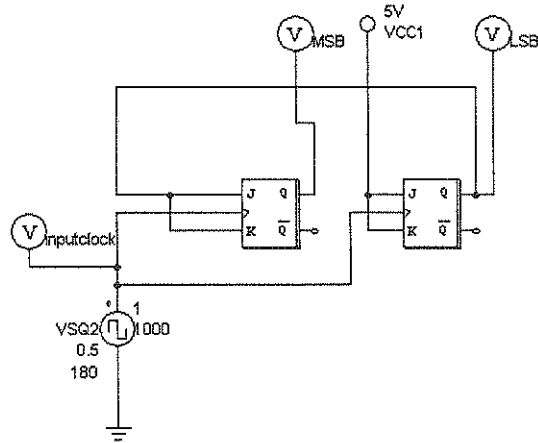 5V
VCC1
V
MSB
V
LSB
J
Q
K
Q
J
Q
K
Q
V
inputclock
1
VSQ2
1000
0.5
180